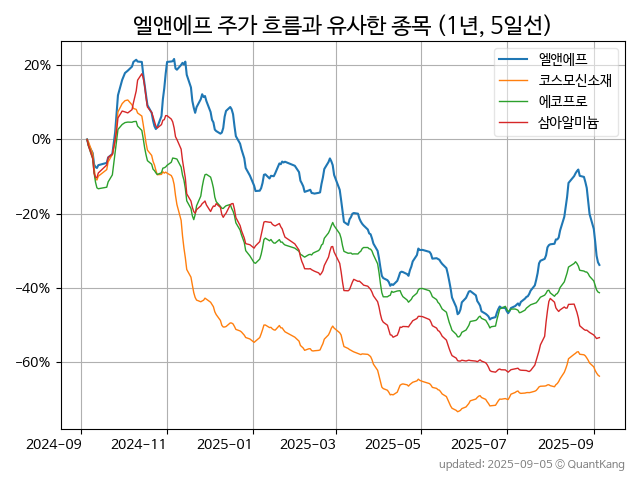 엘앤에프 주가 흐름과 유사한 종목 (1년, 5일선)
엘앤에프
코스모신소재
에코프로
삼아알미늄
20%
0%
−20%
−40%
−60%
2024-09
2024-11
2025-01
2025-03
2025-05
2025-07
2025-09
updated: 2025-09-05 © QuantKang